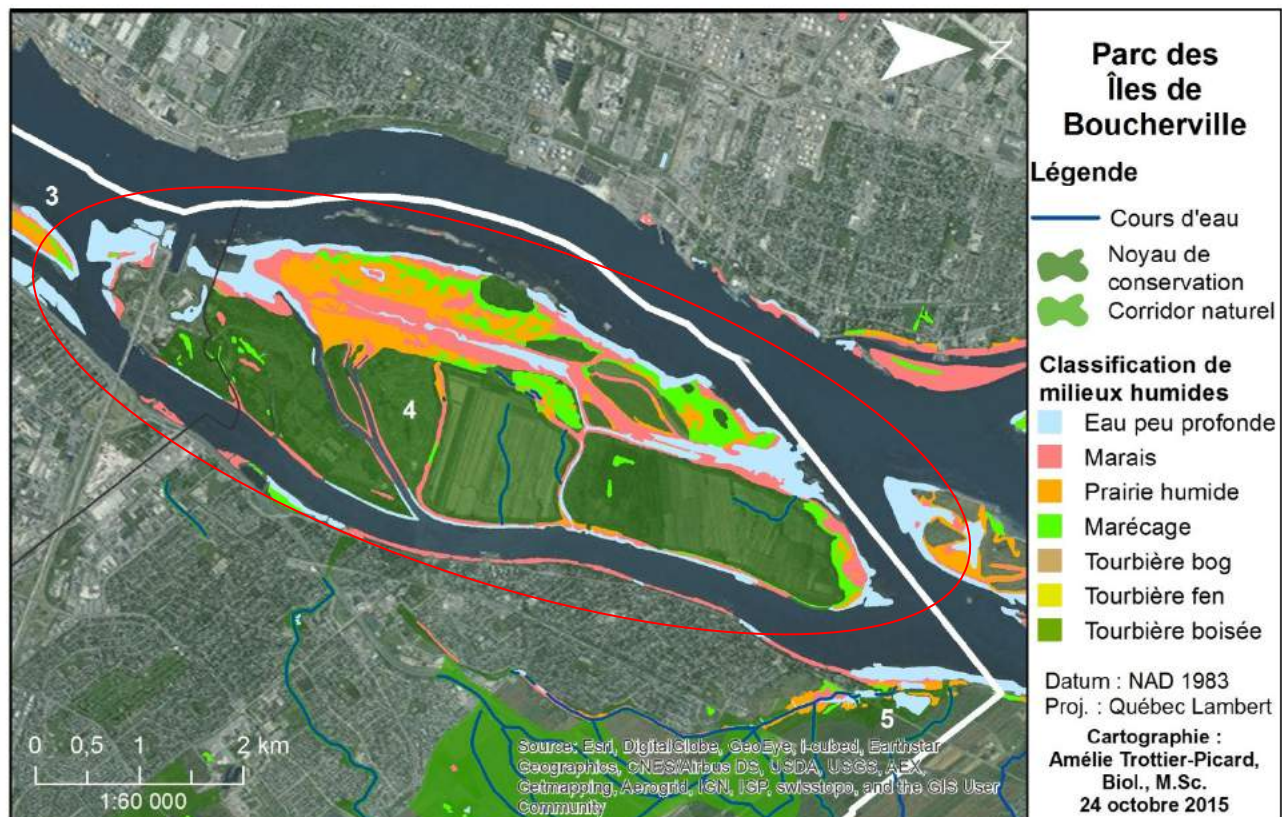 Parc des
Îles de
Boucherville
Légende
Cours d'eau
Noyau de
conservation
Corridor naturel
Classification de
milieux humides
Eau peu profonde
Marais
Prairie humide
Marécage
Tourbière bog
Tourbière fen
Tourbière boisée
Datum : NAD 1983
Proj. : Québec Lambert
Cartographie :
Amélie Trottier-Picard,
Biol., M.Sc.
24 octobre 2015
N
3
4
5
0 0,5 1 2 km
1:60 000
Source: Esri, DigitalGlobe, GeoEye, i-cubed, Earthstar
Geographics, CNES/Airbus DS, USDA, USGS, AEX,
Getmapping, Aerogrid, IGN, IGP, swisstopo, and the GIS User
Community